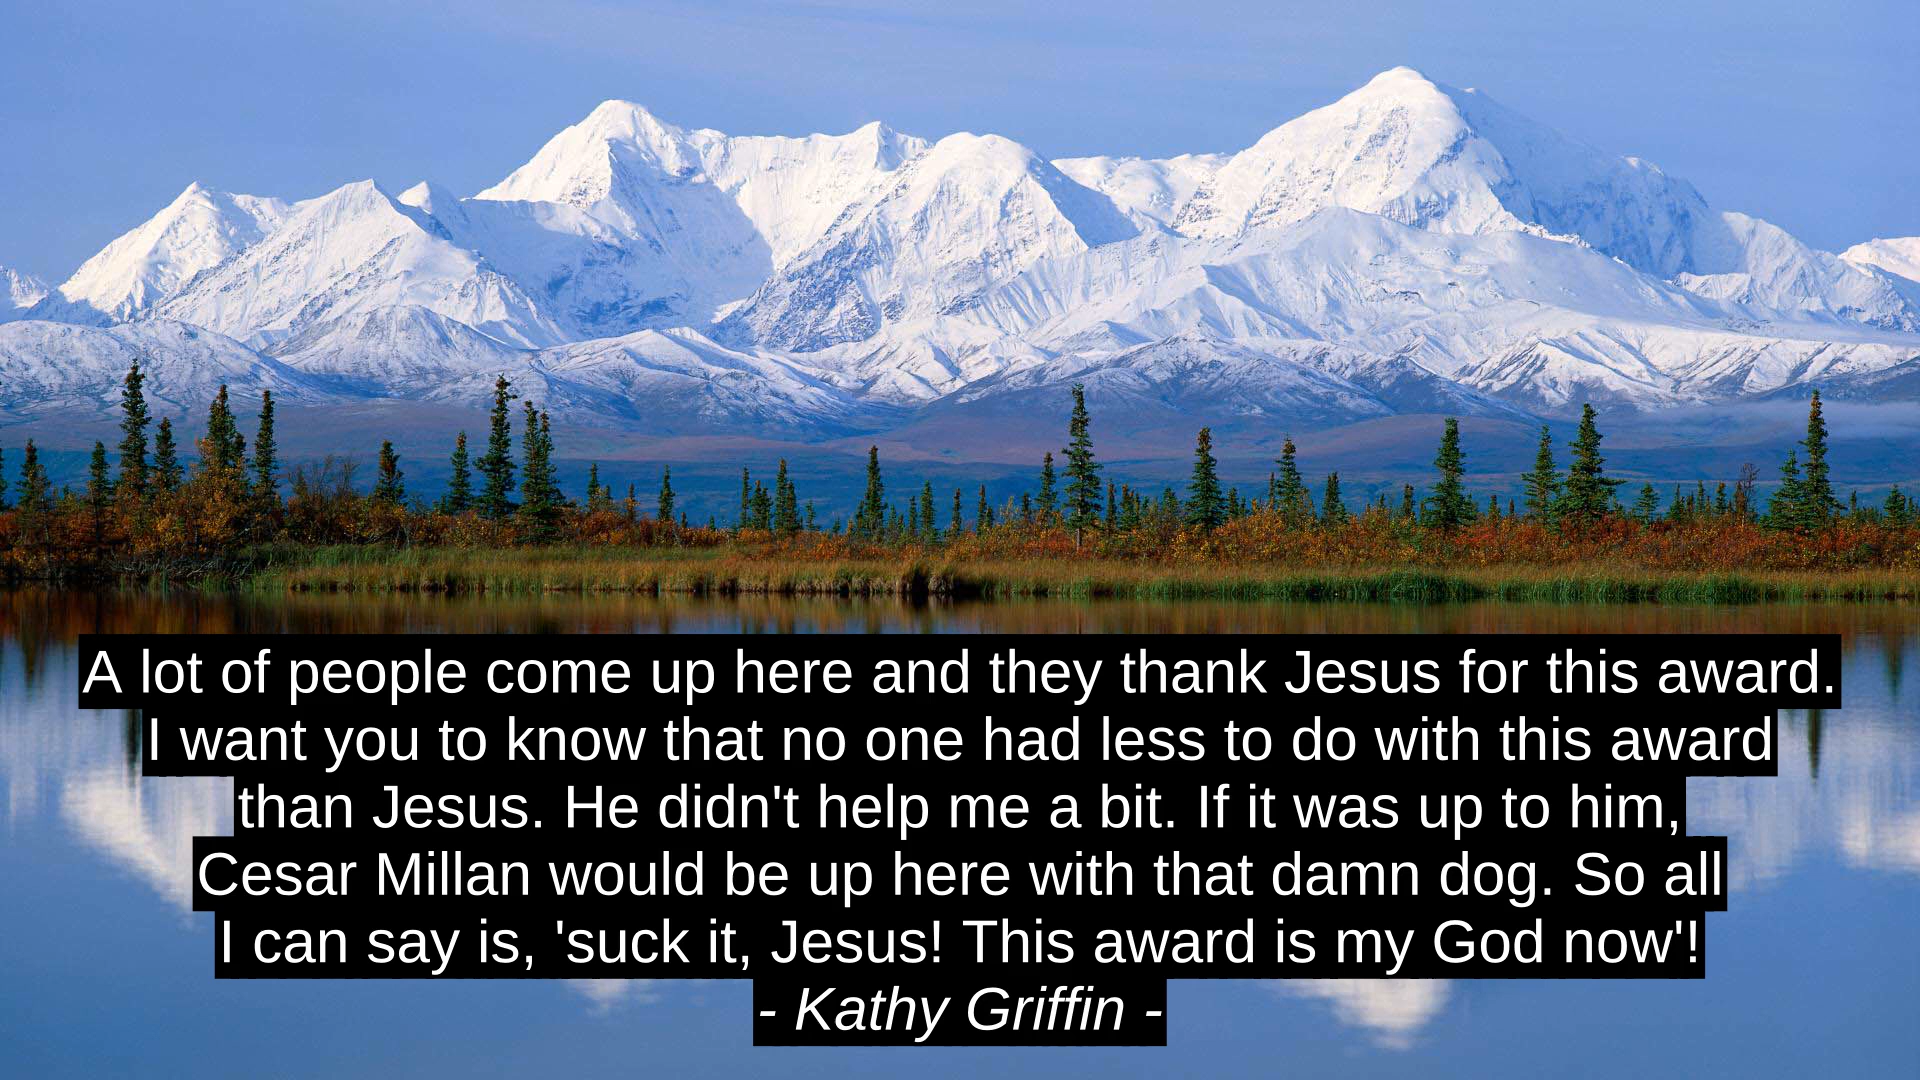 A lot of people come up here and they thank Jesus for this award.
I want you to know that no one had less to do with this award
than Jesus. He didn't help me a bit. If it was up to him,
Cesar Millan would be up here with that damn dog. So all
I can say is, 'suck it, Jesus! This award is my God now'!
- Kathy Griffin -